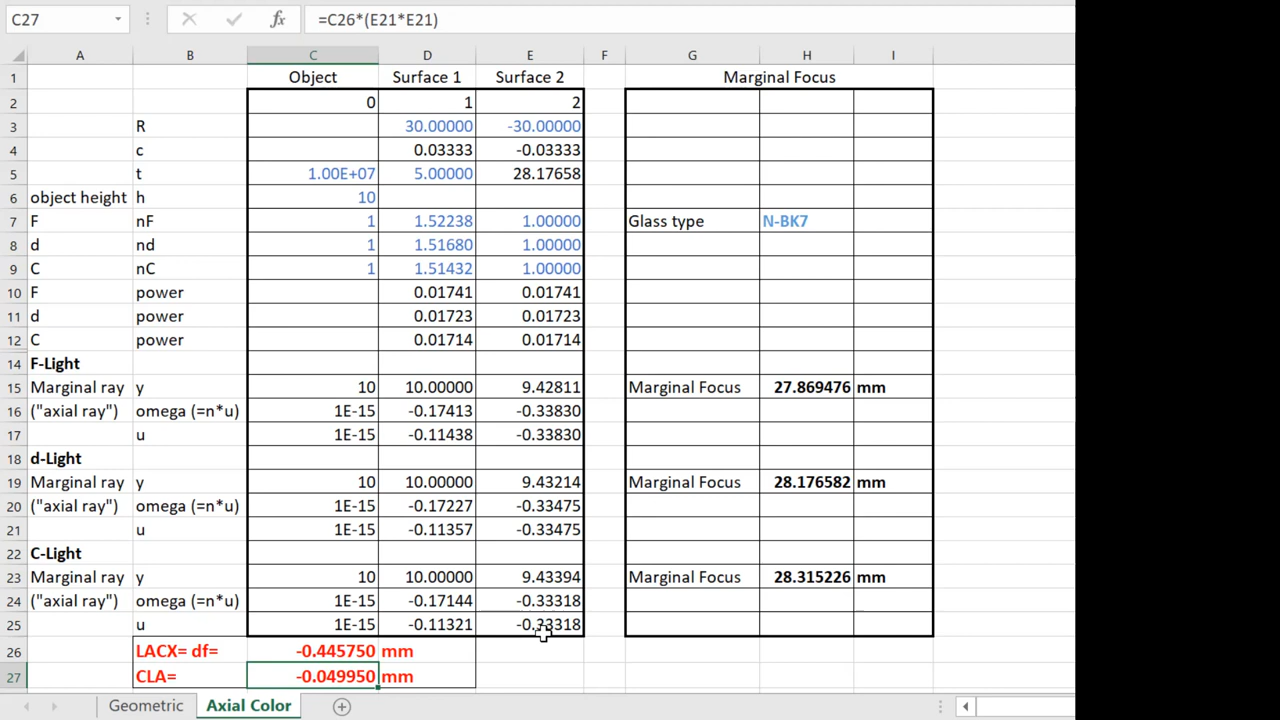 C27 fx =C26*(E21*E21)
A B C D E F G H I
1 Object Surface 1 Surface 2 Marginal Focus
2 0 1 2
3 R 30.00000 -30.00000
4 c 0.03333 -0.03333
5 t 1.00E+07 5.00000 28.17658
6 object height h 10
7 F nF 1 1.52238 1.00000 Glass type N-BK7
8 d nd 1 1.51680 1.00000
9 C nC 1 1.51432 1.00000
10 F power 0.01741 0.01741
11 d power 0.01723 0.01723
12 C power 0.01714 0.01714
14 F-Light
15 Marginal ray y 10 10.00000 9.42811 Marginal Focus 27.869476 mm
16 ("axial ray") omega (=n*u) 1E-15 -0.17413 -0.33830
17 u 1E-15 -0.11438 -0.33830
18 d-Light
19 Marginal ray y 10 10.00000 9.43214 Marginal Focus 28.176582 mm
20 ("axial ray") omega (=n*u) 1E-15 -0.17227 -0.33475
21 u 1E-15 -0.11357 -0.33475
22 C-Light
23 Marginal ray y 10 10.00000 9.43394 Marginal Focus 28.315226 mm
24 ("axial ray") omega (=n*u) 1E-15 -0.17144 -0.33318
25 u 1E-15 -0.11321 -0.33318
26 LACX= df= -0.445750 mm
27 CLA= -0.049950 mm
Geometric Axial Color